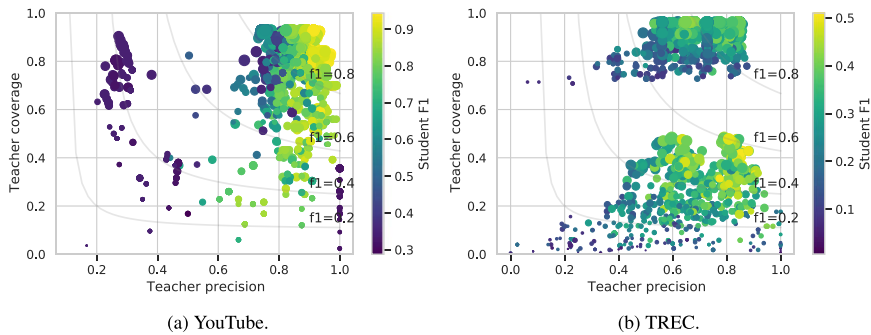 1.0
0.8
0.6
0.4
0.2
0.0
Teacher coverage
0.2
0.4
0.6
0.8
1.0
Teacher precision
f1=0.8
f1=0.6
f1=0.4
f1=0.2
0.9
0.8
0.7
0.6
0.5
0.4
0.3
Student F1
(a) YouTube.
1.0
0.8
0.6
0.4
0.2
0.0
Teacher coverage
0.0
0.2
0.4
0.6
0.8
1.0
Teacher precision
f1=0.8
f1=0.6
f1=0.4
f1=0.2
0.5
0.4
0.3
0.2
0.1
Student F1
(b) TREC.